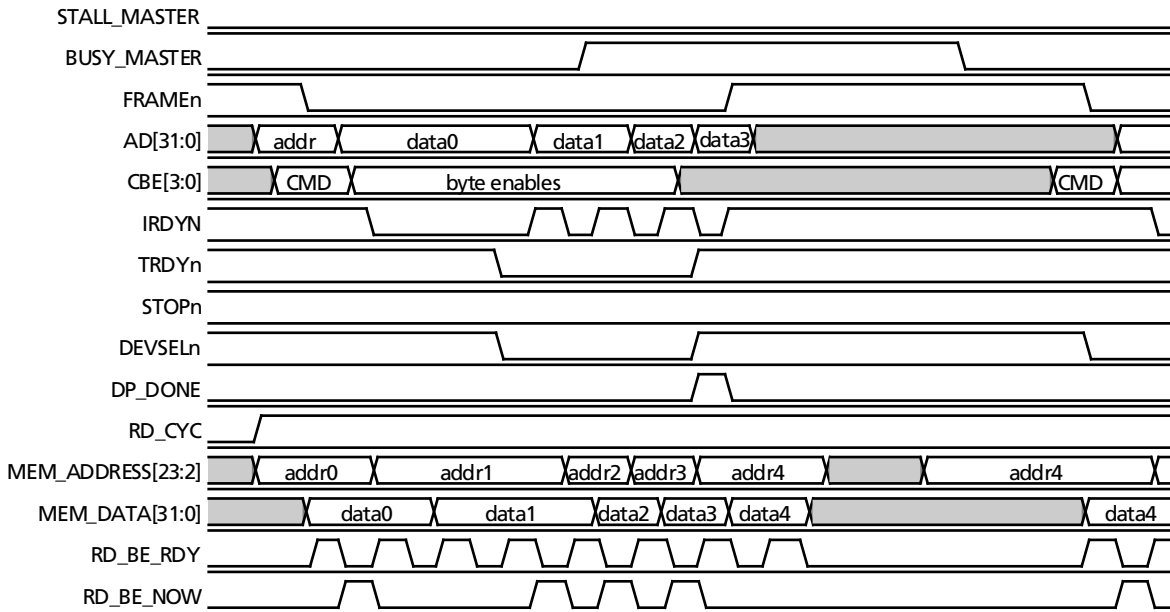 STALL_MASTER
BUSY_MASTER
FRAMEn
AD[31:0] addr data0 data1 data2 data3
CBE[3:0] CMD byte enables CMD
IRDYN
TRDYn
STOPn
DEVSELn
DP_DONE
RD_CYC
MEM_ADDRESS[23:2] addr0 addr1 addr2 addr3 addr4 addr4
MEM_DATA[31:0] data0 data1 data2 data3 data4 data4
RD_BE_RDY
RD_BE_NOW